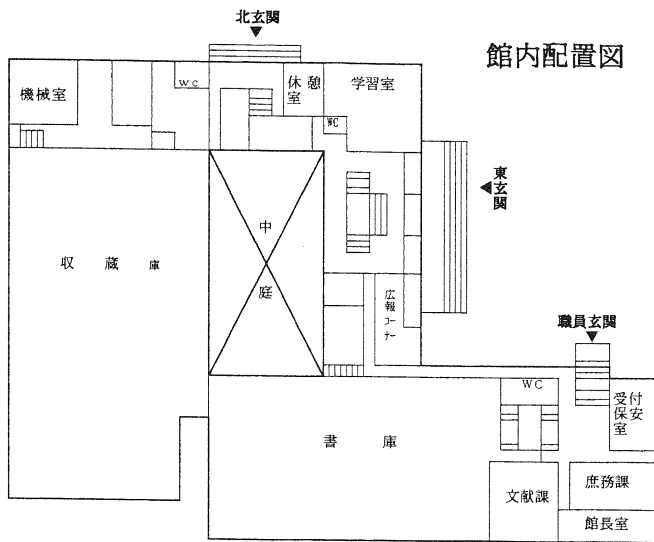 北玄関
館内配置図
機械室
WC
休憩
室
学習室
WC
東玄関
中庭
収蔵庫
広報コーナー
職員玄関
WC
受付
保安
室
書庫
文献課
庶務課
館長室